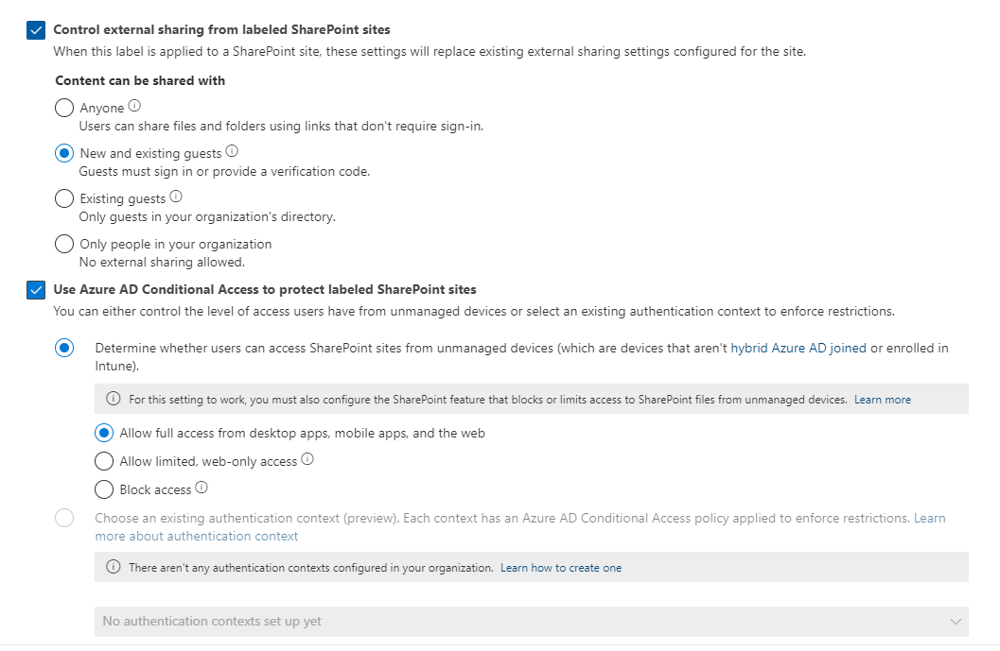 Control external sharing from labeled SharePoint sites
When this label is applied to a SharePoint site, these settings will replace existing external sharing settings configured for the site.
Content can be shared with
Anyone
Users can share files and folders using links that don't require sign-in.
New and existing guests
Guests must sign in or provide a verification code.
Existing guests
Only guests in your organization's directory.
Only people in your organization
No external sharing allowed.
Use Azure AD Conditional Access to protect labeled SharePoint sites
You can either control the level of access users have from unmanaged devices or select an existing authentication context to enforce restrictions.
Determine whether users can access SharePoint sites from unmanaged devices (which are devices that aren't hybrid Azure AD joined or enrolled in
Intune).
For this setting to work, you must also configure the SharePoint feature that blocks or limits access to SharePoint files from unmanaged devices. Learn more
Allow full access from desktop apps, mobile apps, and the web
Allow limited, web-only access
Block access
Choose an existing authentication context (preview). Each context has an Azure AD Conditional Access policy applied to enforce restrictions. Learn
more about authentication context
There aren't any authentication contexts configured in your organization. Learn how to create one
No authentication contexts set up yet